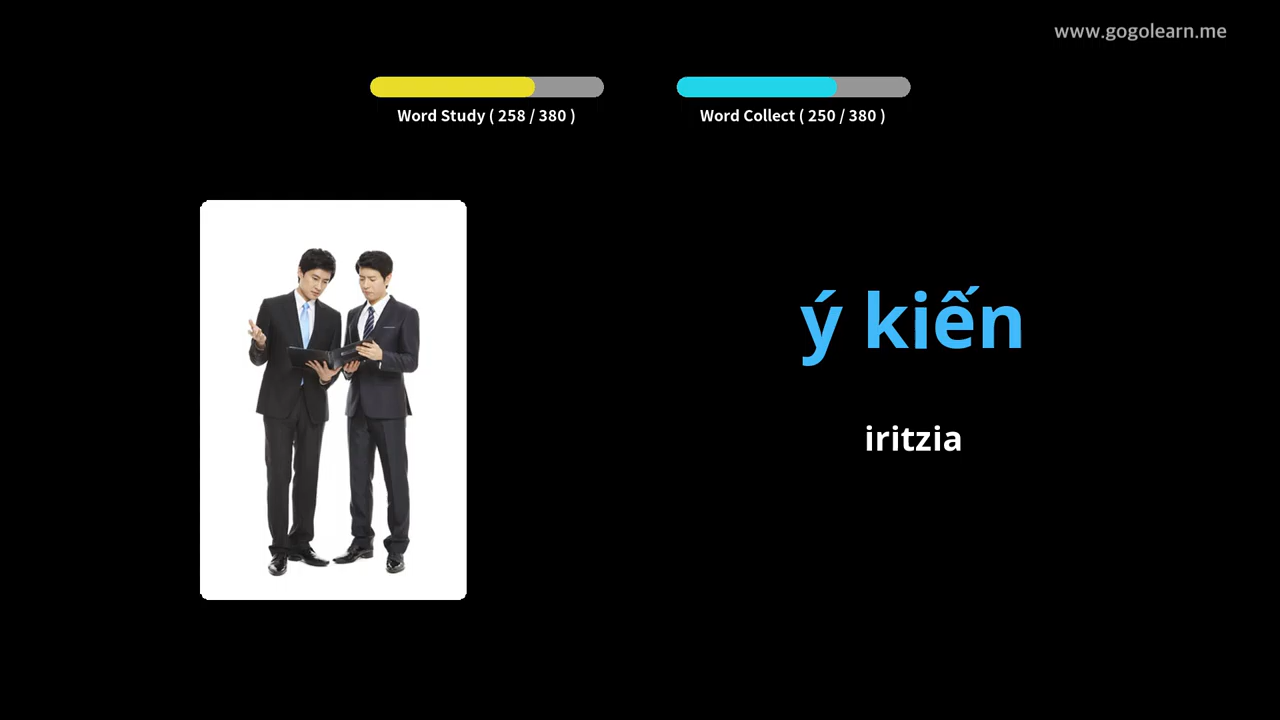 www.gogolearn.me
Word Study ( 258 / 380 )
Word Collect ( 250 / 380 )
ý kiến
iritzia